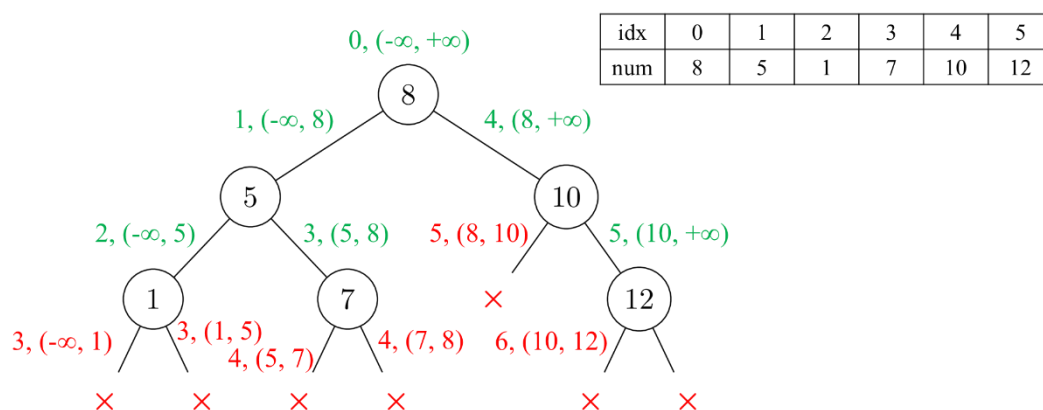 0, (-∞, +∞)
idx 0 1 2 3 4 5
num 8 5 1 7 10 12
8
1, (-∞, 8)
4, (8, +∞)
5
10
2, (-∞, 5)
3, (5, 8)
5, (8, 10)
5, (10, +∞)
×
1
7
12
3, (-∞, 1)
3, (1, 5)
4, (5, 7)
4, (7, 8)
6, (10, 12)
× × × × × ×